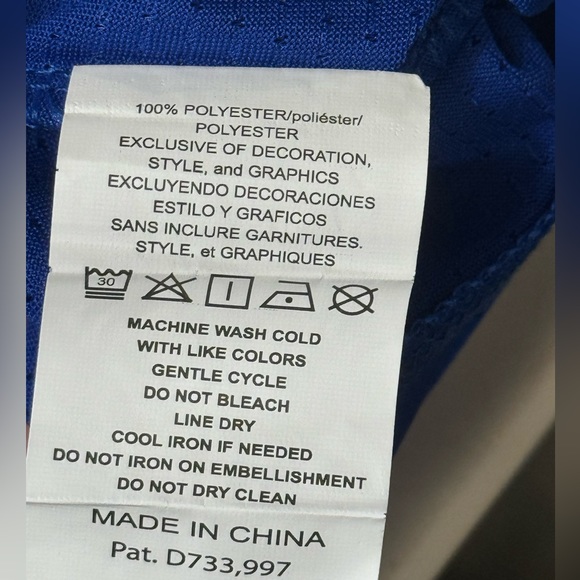 100% POLYESTER/poliéster/
POLYESTER
EXCLUSIVE OF DECORATION,
STYLE, and GRAPHICS
EXCLUYENDO DECORACIONES
ESTILO Y GRAFICOS
SANS INCLURE GARNITURES.
STYLE, et GRAPHIQUES
30
MACHINE WASH COLD
WITH LIKE COLORS
GENTLE CYCLE
DO NOT BLEACH
LINE DRY
COOL IRON IF NEEDED
DO NOT IRON ON EMBELLISHMENT
DO NOT DRY CLEAN
MADE IN CHINA
Pat. D733,997